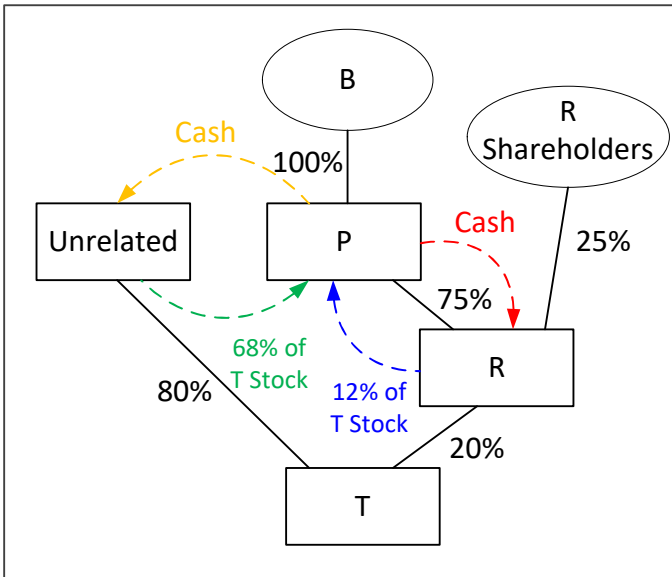 B
R
Shareholders
Cash
100%
Unrelated
P
Cash
25%
75%
68% of
T Stock
12% of
T Stock
R
80%
20%
T